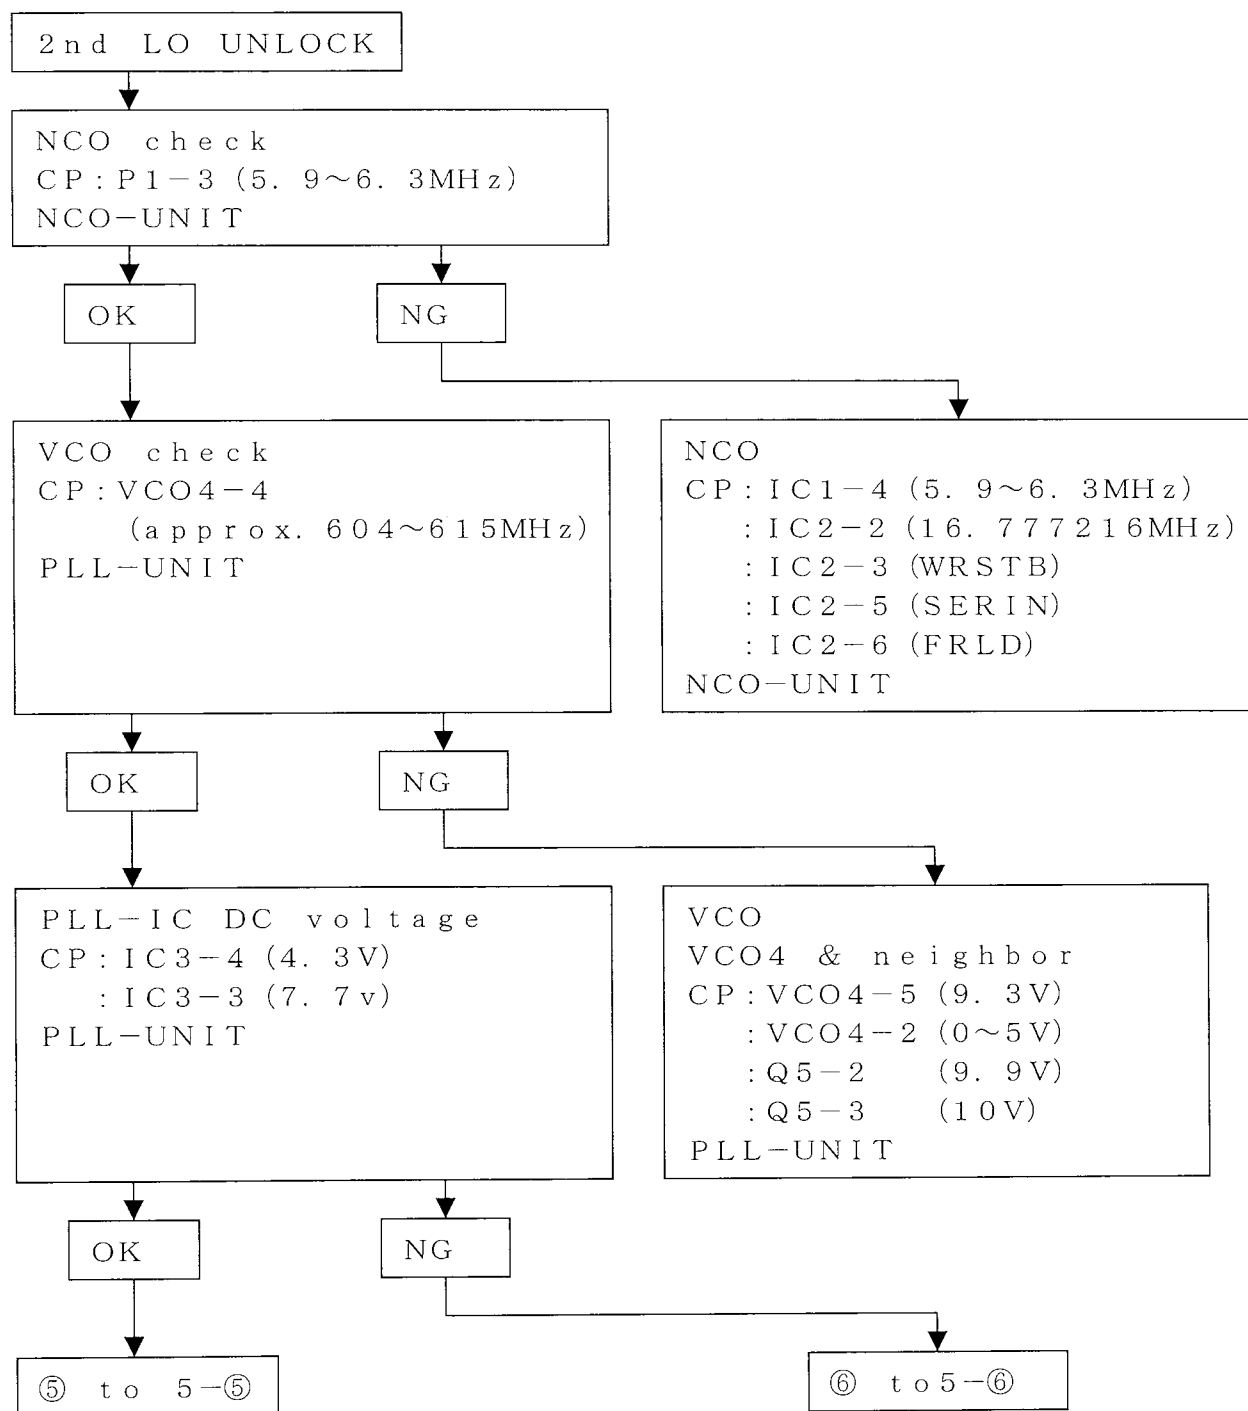 2nd LO UNLOCK
NCO check
CP:P1-3 (5. 9~6. 3MHz)
NCO-UNIT
OK
NG
VCO check
CP:VCO4-4
(approx. 604~615MHz)
PLL-UNIT
NCO
CP:IC1-4 (5. 9~6. 3MHz)
:IC2-2 (16. 777216MHz)
:IC2-3 (WRSTB)
:IC2-5 (SERIN)
:IC2-6 (FRLD)
NCO-UNIT
OK
NG
PLL-IC DC voltage
CP:IC3-4 (4. 3V)
:IC3-3 (7. 7v)
PLL-UNIT
VCO
VCO4 & neighbor
CP:VCO4-5 (9. 3V)
:VCO4-2 (0~5V)
:Q5-2 (9. 9V)
:Q5-3 (10V)
PLL-UNIT
OK
NG
⑤ to 5-⑤
⑥ to5-⑥